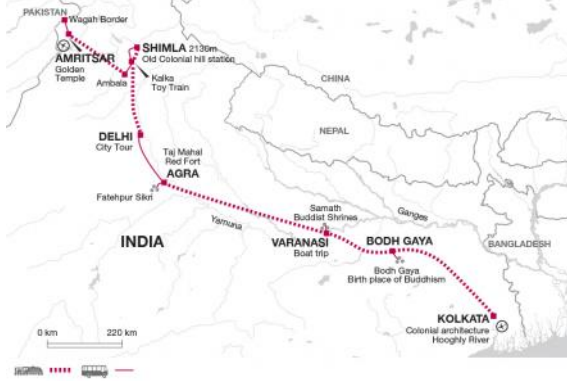 PAKISTAN
Wagah Border
AMRITSAR
Golden
Temple
SHIMLA 2130m
Old Colonial hill station
Ambala
Kalka
Toy Train
CHINA
NEPAL
DELHI
City Tour
Taj Mahal
Red Fort
AGRA
Fatehpur Sikri
Yamuna
Sarnath
Buddist Shrines
Ganges
INDIA
VARANASI
Boat trip
BODH GAYA
Bodh Gaya
Birth place of Buddhism
BANGLADESH
KOLKATA
Colonial architecture
Hooghly River
0 km 220 km